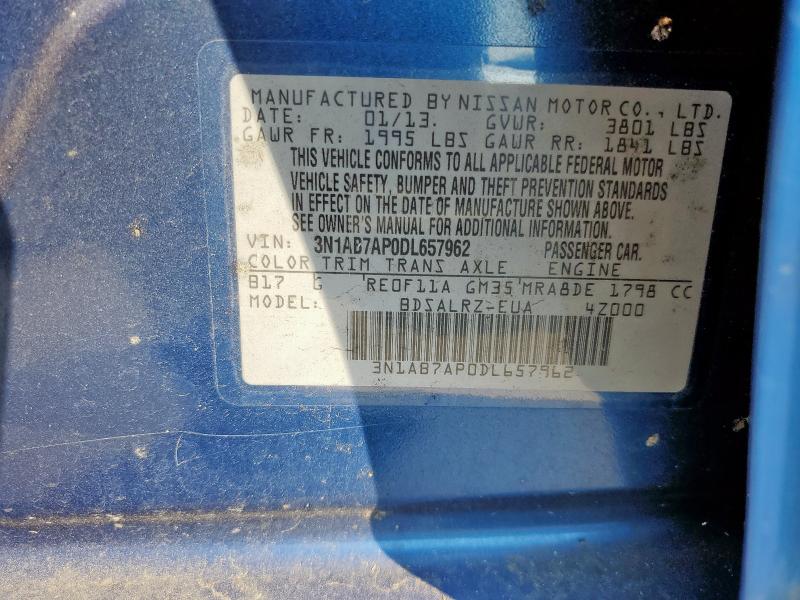 MANUFACTURED BY NISSAN MOTOR CO., LTD.
DATE: 01/13. GVWR: 3801 LBS
GAWR FR: 1995 LBS GAWR RR: 1841 LBS
THIS VEHICLE CONFORMS TO ALL APPLICABLE FEDERAL MOTOR
VEHICLE SAFETY, BUMPER AND THEFT PREVENTION STANDARDS
IN EFFECT ON THE DATE OF MANUFACTURE SHOWN ABOVE.
SEE OWNER'S MANUAL FOR ADDITIONAL INFORMATION.
VIN: 3N1AB7AP0DL657962 PASSENGER CAR.
COLOR TRIM TRANS AXLE ENGINE
B17 G RE0F11A GM35 MRA8DE 1798 CC
MODEL: BDSALRZ-EUA 4Z000
3N1AB7AP0DL657962